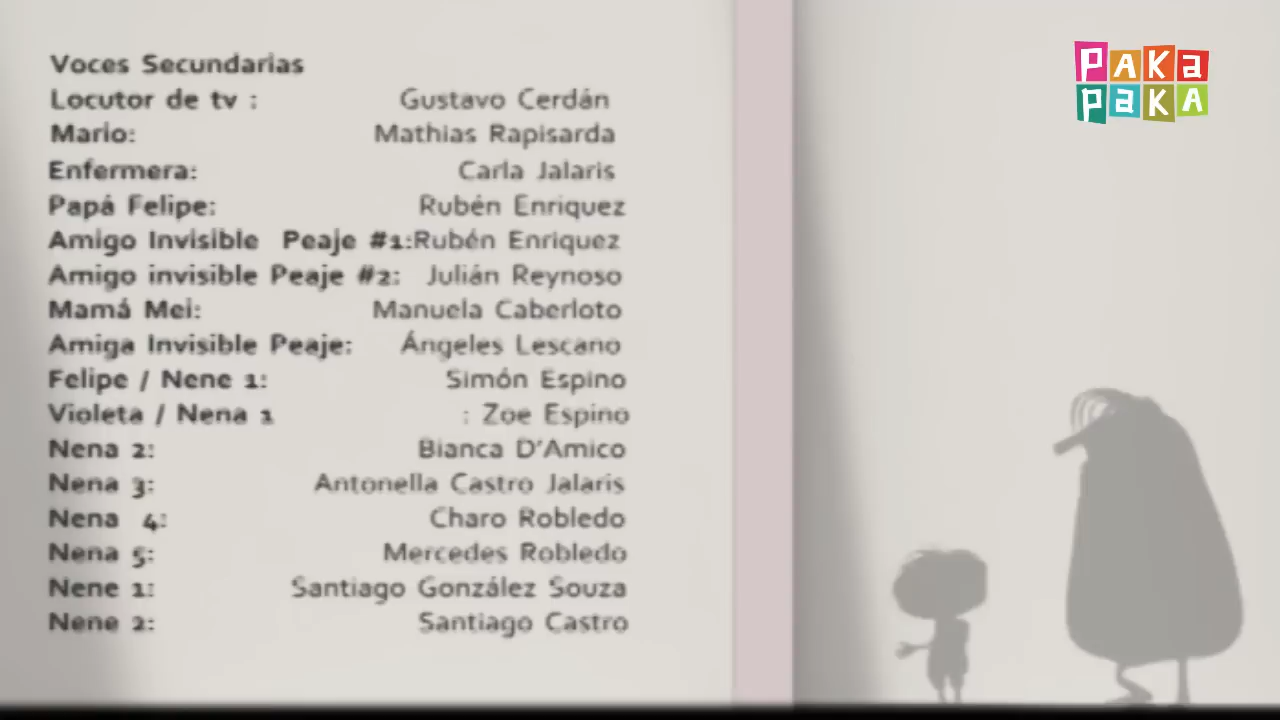 Voces Secundarias
Locutor de tv : Gustavo Cerdán
Mario: Mathias Rapisarda
Enfermera: Carla Jalaris
Papá Felipe: Rubén Enriquez
Amigo Invisible Peaje #1:Rubén Enriquez
Amigo invisible Peaje #2: Julián Reynoso
Mamá Mei: Manuela Caberloto
Amiga Invisible Peaje: Ángeles Lescano
Felipe / Nene 1: Simón Espino
Violeta / Nena 1 : Zoe Espino
Nena 2: Bianca D'Amico
Nena 3: Antonella Castro Jalaris
Nena 4: Charo Robledo
Nena 5: Mercedes Robledo
Nene 1: Santiago González Souza
Nene 2: Santiago Castro
PAKa
PaKA